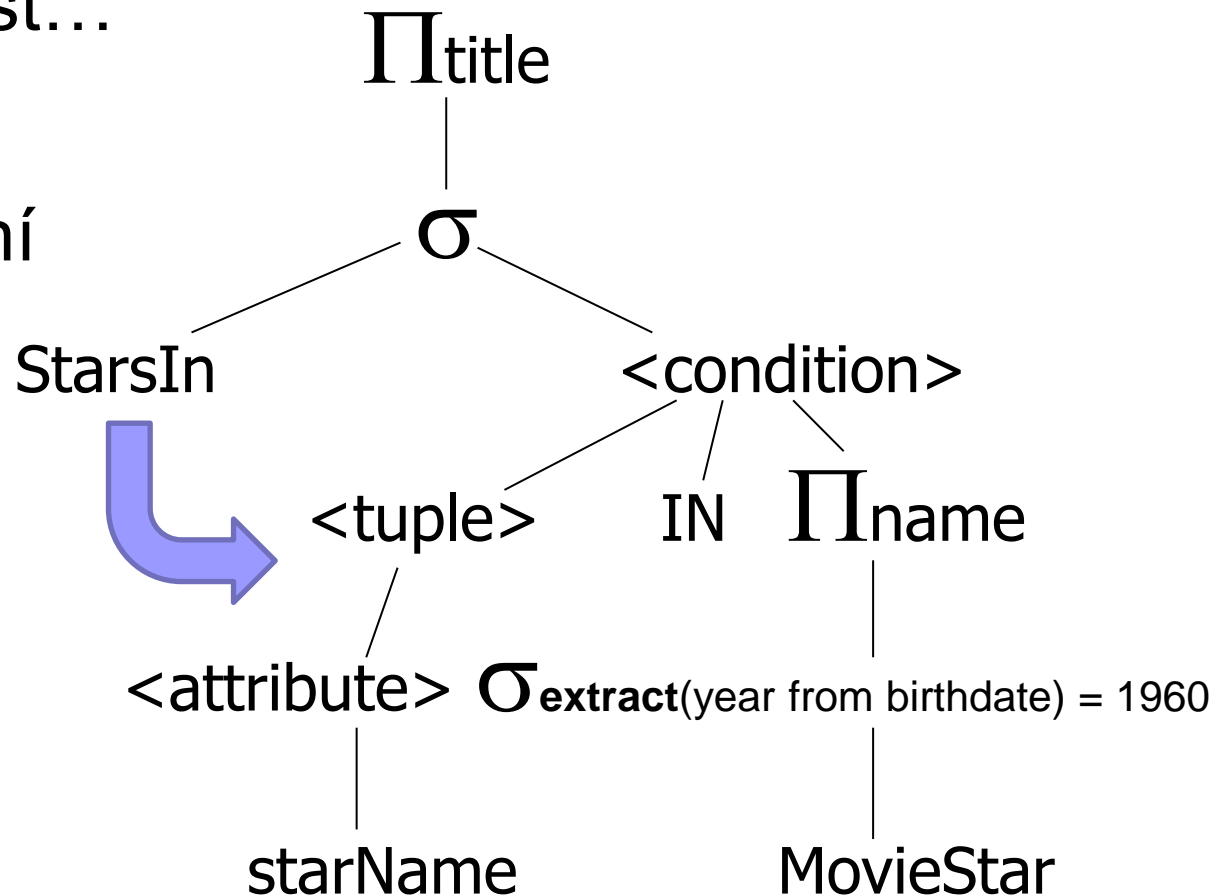 st…
Πtitle
ní
σ
StarsIn
<condition>
<tuple>
IN
Πname
<attribute>
σextract(year from birthdate) = 1960
starName
MovieStar